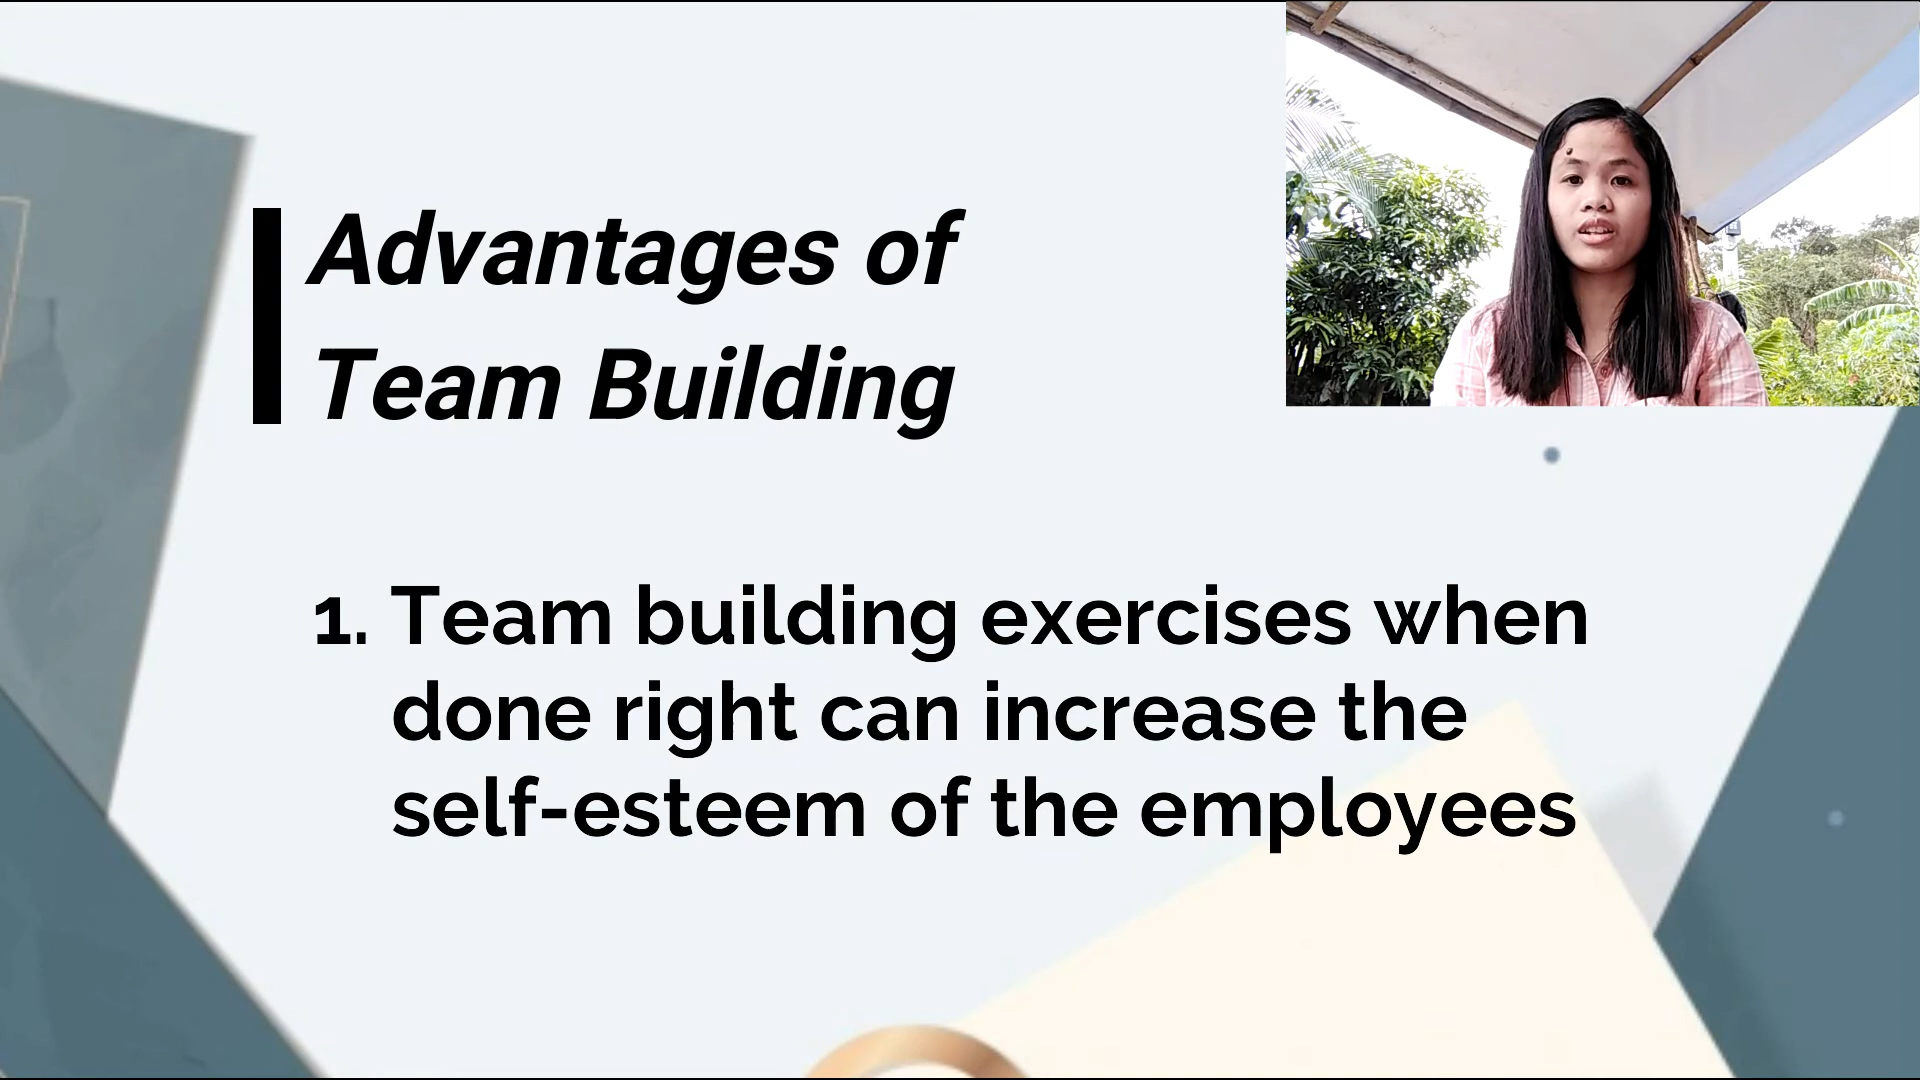 Advantages of
Team Building
1. Team building exercises when
done right can increase the
self-esteem of the employees